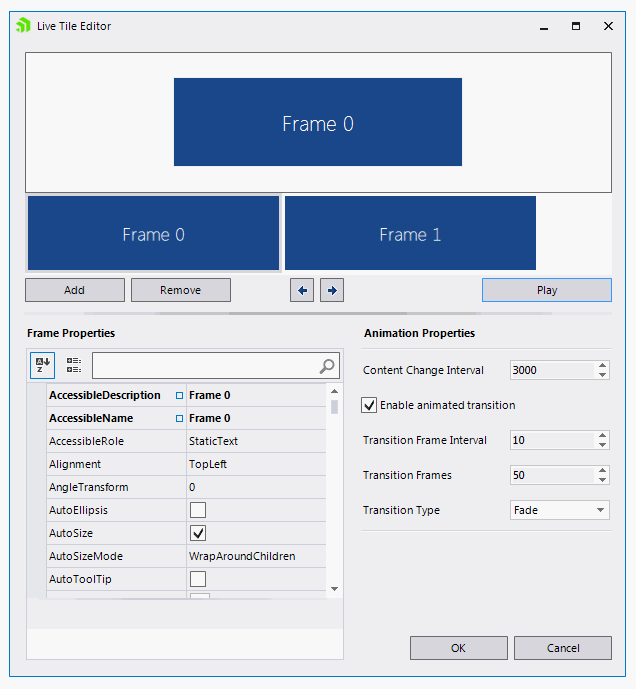 Live Tile Editor
Frame 0
Frame 0 Frame 1
Add Remove Play
Frame Properties Animation Properties
A Z
Content Change Interval 3000
AccessibleDescription Frame 0
Enable animated transition
AccessibleName Frame 0
AccessibleRole StaticText
Transition Frame Interval 10
Alignment TopLeft
Transition Frames 50
AngleTransform 0
AutoEllipsis
Transition Type Fade
AutoSize
AutoSizeMode WrapAroundChildren
AutoToolTip
OK Cancel